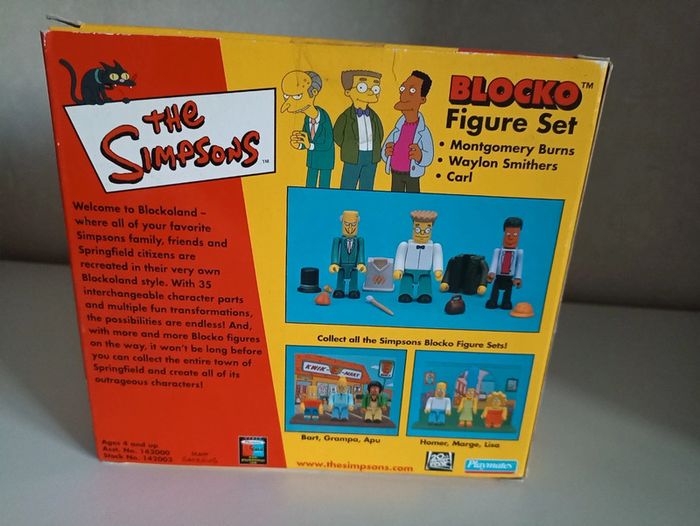 THE
SIMPSONS™
BLOCKO™
Figure Set
• Montgomery Burns
• Waylon Smithers
• Carl
Welcome to Blockoland –
where all of your favorite
Simpsons family, friends and
Springfield citizens are
recreated in their very own
Blockoland style. With 35
interchangeable character parts
and multiple fun transformations,
the possibilities are endless! And,
with more and more Blocko figures
on the way, it won't be long before
you can collect the entire town of
Springfield and create all of its
outrageous characters!
Collect all the Simpsons Blocko Figure Sets!
KWIK-E-MART
Bart, Grampa, Apu
Homer, Marge, Lisa
Ages 4 and up
Asst. No. 142000
Stock No. 142003
MATT
GROENING
www.thesimpsons.com
Playmates